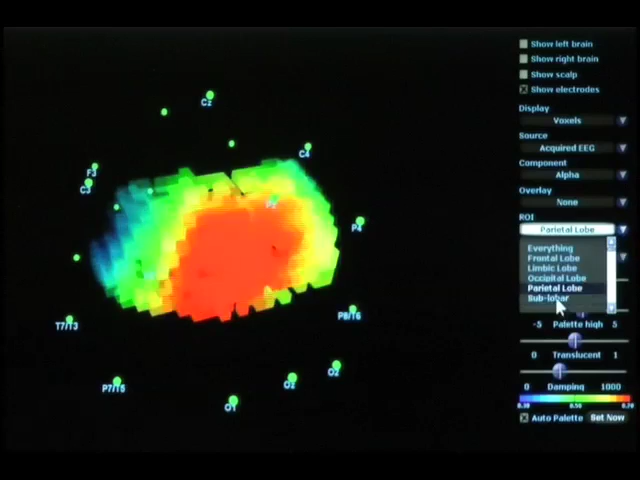 Show left brain
Show right brain
Show scalp
Show electrodes
Display
Voxels
Source
Acquired EEG
Component
Alpha
Overlay
None
ROI
Parietal Lobe
Everything
Frontal Lobe
Limbic Lobe
Occipital Lobe
Parietal Lobe
Sub-lobar
-5 Palette high 5
0 Translucent 1
0 Damping 1000
Auto Palette Set Now
Cz
C4
F3
C3
P4
T7/T3
P8/T6
P7/T5
O1
O2